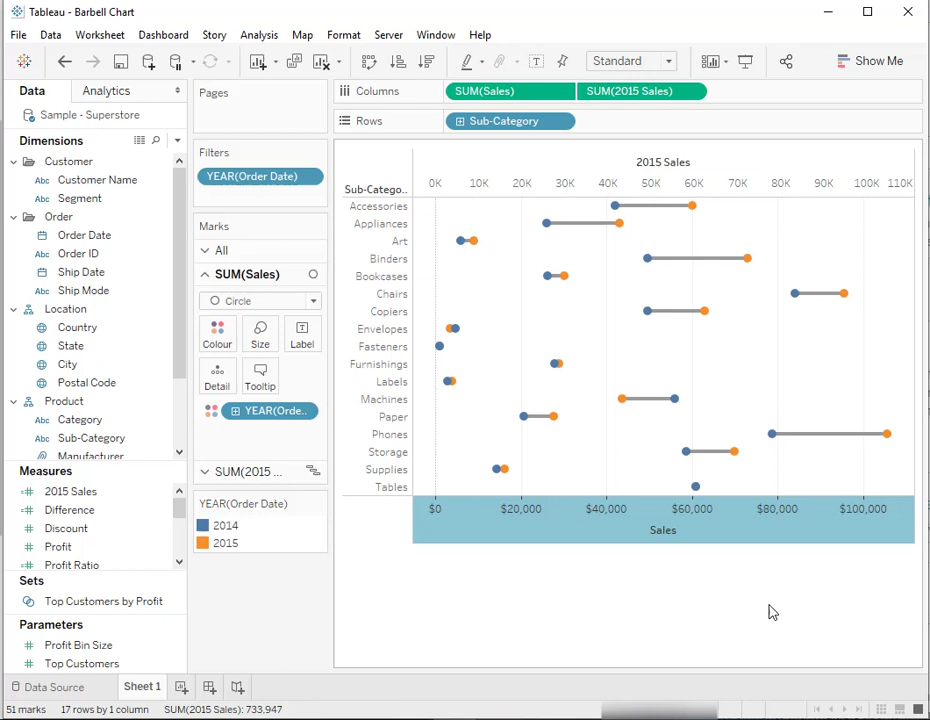 Tableau - Barbell Chart
File Data Worksheet Dashboard Story Analysis Map Format Server Window Help
Standard Show Me
Data Analytics
Sample - Superstore
Dimensions
Customer
Abc Customer Name
Abc Segment
Order
Order Date
Abc Order ID
Ship Date
Abc Ship Mode
Location
Country
State
City
Postal Code
Product
Abc Category
Abc Sub-Category
Abc Manufacturer
Measures
2015 Sales
Difference
Discount
Profit
Profit Ratio
Sets
Top Customers by Profit
Parameters
Profit Bin Size
Top Customers
Pages
Filters
YEAR(Order Date)
Marks
All
SUM(Sales)
Circle
Colour Size Label
Detail Tooltip
YEAR(Orde..
SUM(2015 ...
YEAR(Order Date)
2014
2015
Columns SUM(Sales) SUM(2015 Sales)
Rows Sub-Category
2015 Sales
Sub-Catego.. 0K 10K 20K 30K 40K 50K 60K 70K 80K 90K 100K 110K
Accessories
Appliances
Art
Binders
Bookcases
Chairs
Copiers
Envelopes
Fasteners
Furnishings
Labels
Machines
Paper
Phones
Storage
Supplies
Tables
$0 $20,000 $40,000 $60,000 $80,000 $100,000
Sales
Data Source Sheet 1
51 marks 17 rows by 1 column SUM(2015 Sales): 733,947